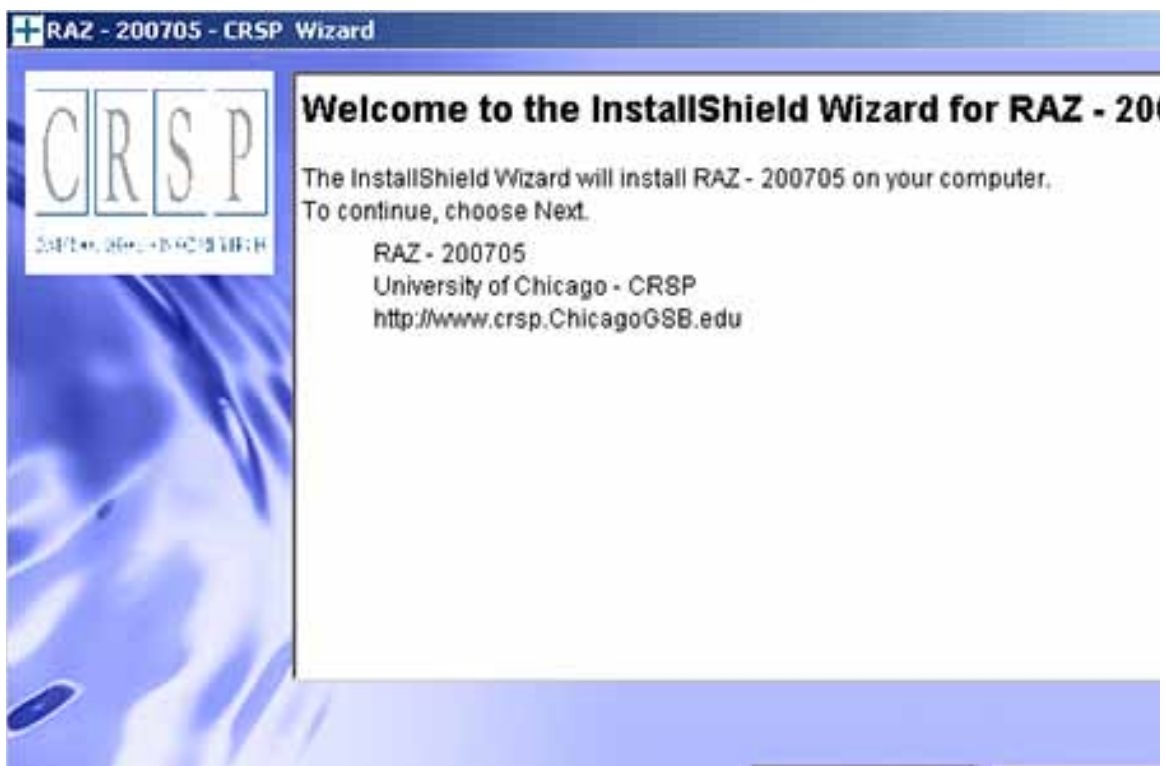 RAZ - 200705 - CRSP Wizard
CRSP
Welcome to the InstallShield Wizard for RAZ - 200
The InstallShield Wizard will install RAZ - 200705 on your computer.
To continue, choose Next.
RAZ - 200705
University of Chicago - CRSP
http://www.crsp.ChicagoGSB.edu